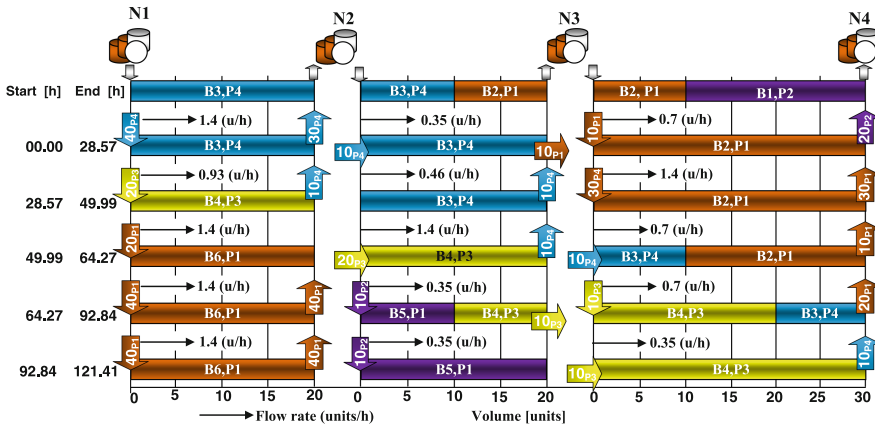 N1 N2 N3 N4
Start [h] End [h] B3,P4 B3,P4 B2,P1 B2, P1 B1,P2
40P4 1.4 (u/h) 30P4 0.35 (u/h) 10P1 0.7 (u/h) 20P2
00.00 28.57 B3,P4 10P4 B3,P4 10P1 B2,P1
20P3 0.93 (u/h) 10P4 0.46 (u/h) 10P4 30P4 1.4 (u/h) 30P1
28.57 49.99 B4,P3 B3,P4 B2,P1
20P1 1.4 (u/h) 1.4 (u/h) 10P4 0.7 (u/h) 10P1
49.99 64.27 B6,P1 20P3 B4,P3 10P4 B3,P4 B2,P1
40P1 1.4 (u/h) 40P1 10P2 0.35 (u/h) 10P1 0.7 (u/h) 20P1
64.27 92.84 B6,P1 B5,P1 B4,P3 10P3 B4,P3 B3,P4
40P1 1.4 (u/h) 40P1 10P2 0.35 (u/h) 0.35 (u/h) 10P4
92.84 121.41 B6,P1 B5,P1 10P3 B4,P3
0 5 10 15 20 0 5 10 15 20 0 5 10 15 20 25 30
Flow rate (units/h) Volume [units]